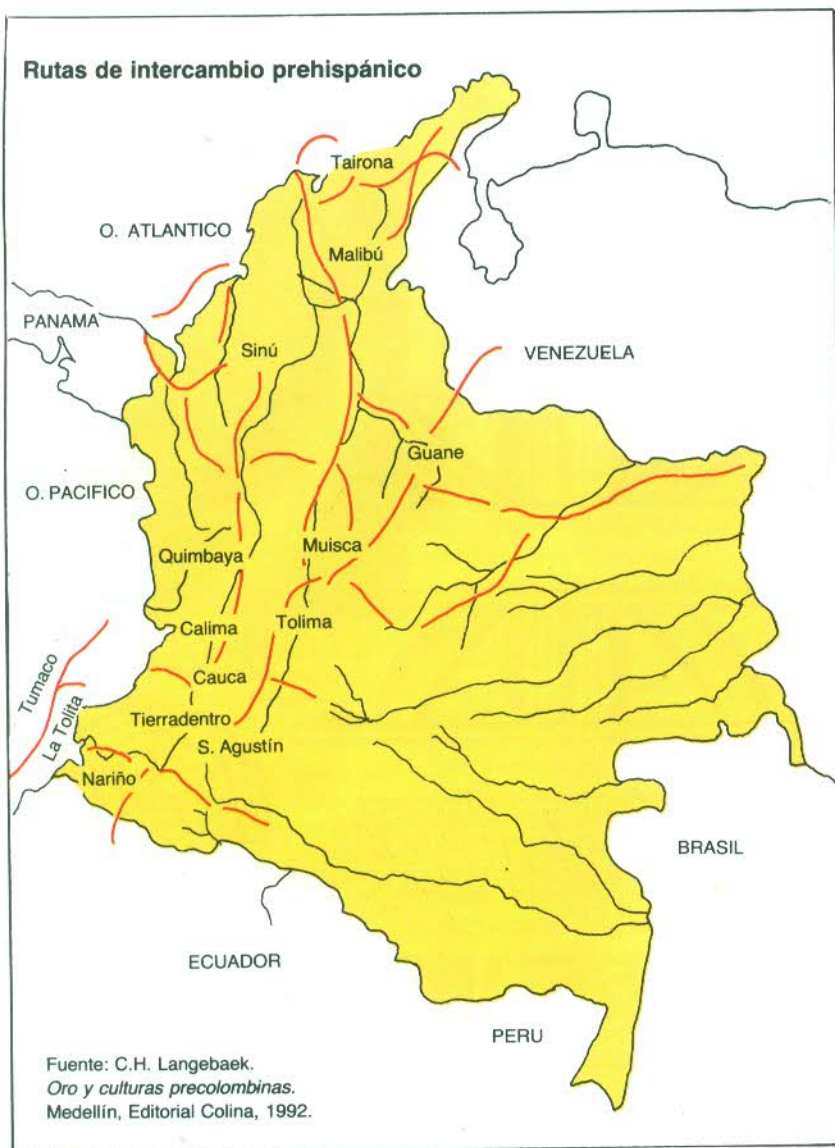 Rutas de intercambio prehispánico
Tairona
O. ATLANTICO
Malibú
PANAMA
Sinú
VENEZUELA
Guane
O. PACIFICO
Quimbaya
Muisca
Calima
Tolima
Cauca
Tumaco
La Tolita
Tierradentro
S. Agustín
Nariño
BRASIL
ECUADOR
PERU
Fuente: C.H. Langebaek.
Oro y culturas precolombinas.
Medellín, Editorial Colina, 1992.